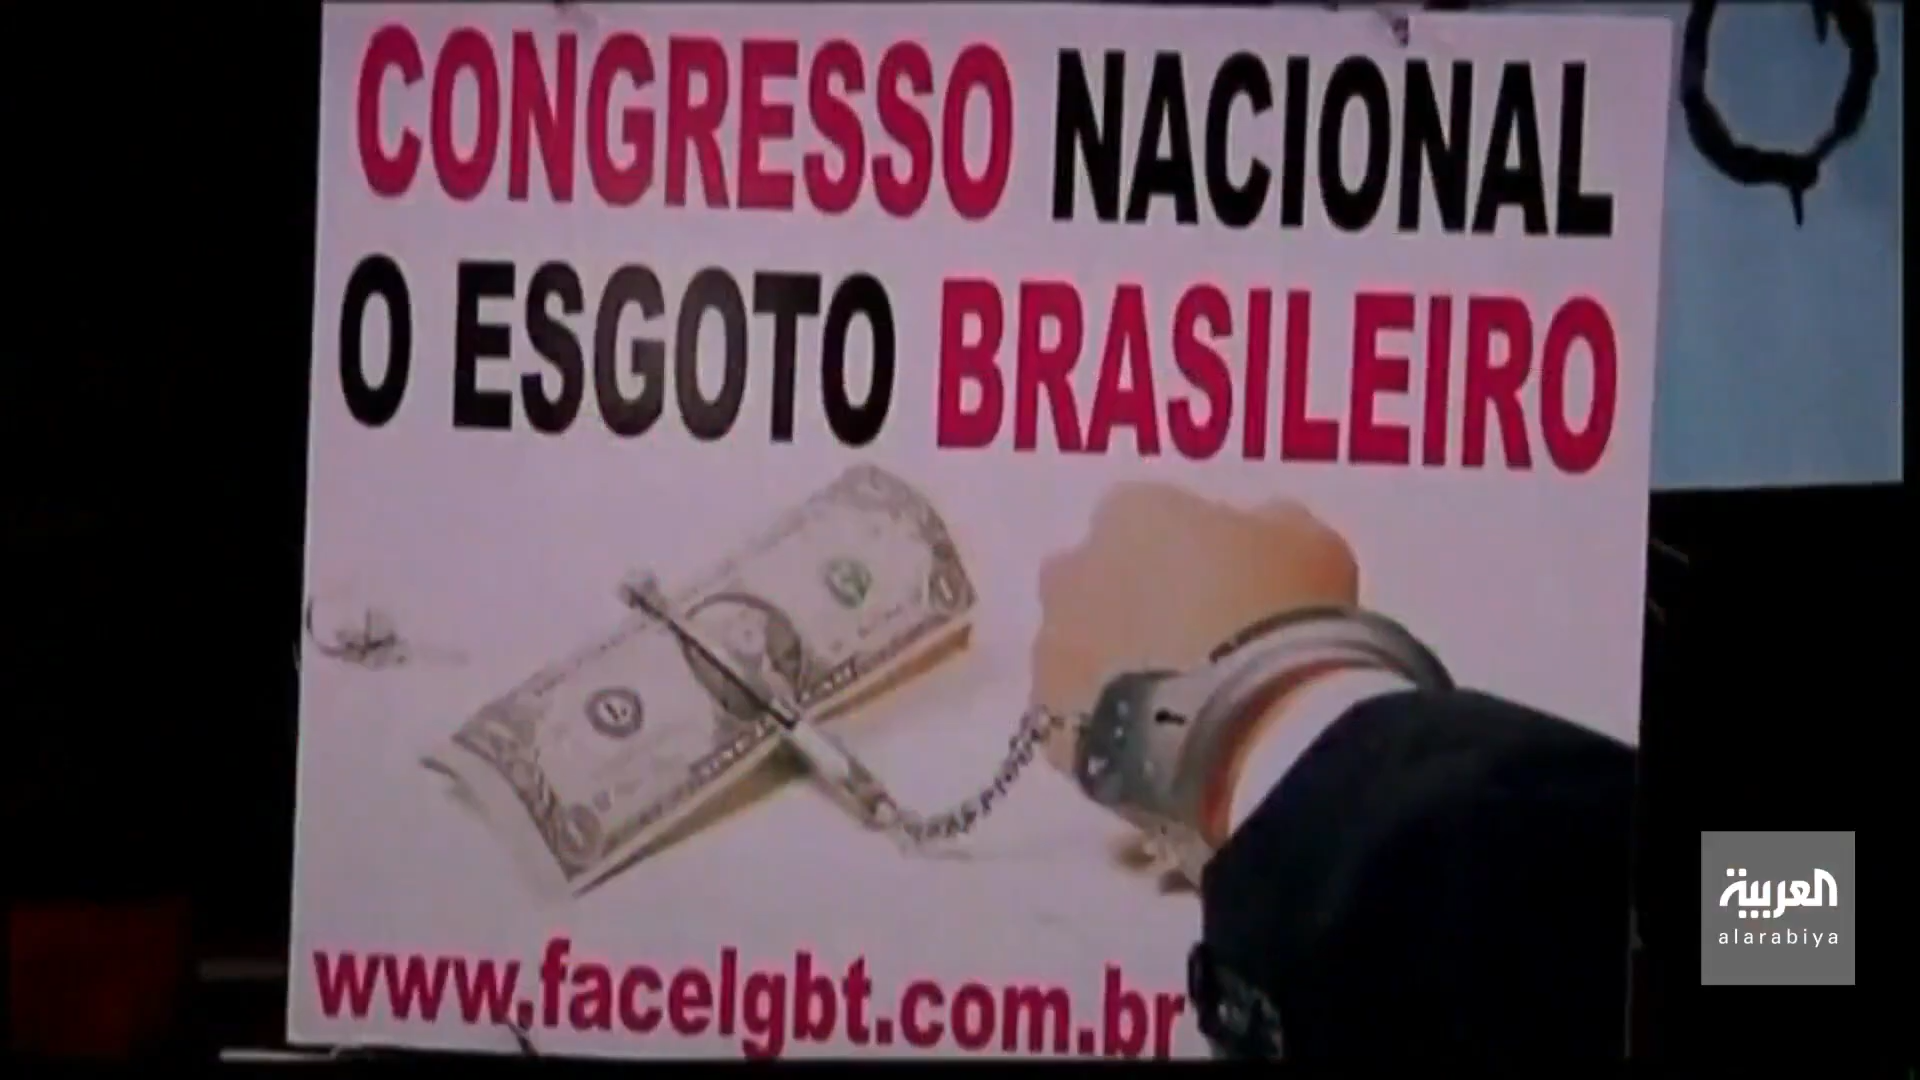 CONGRESSO NACIONAL
O ESGOTO BRASILEIRO
www.facelgbt.com.br
العربية
alarabiya